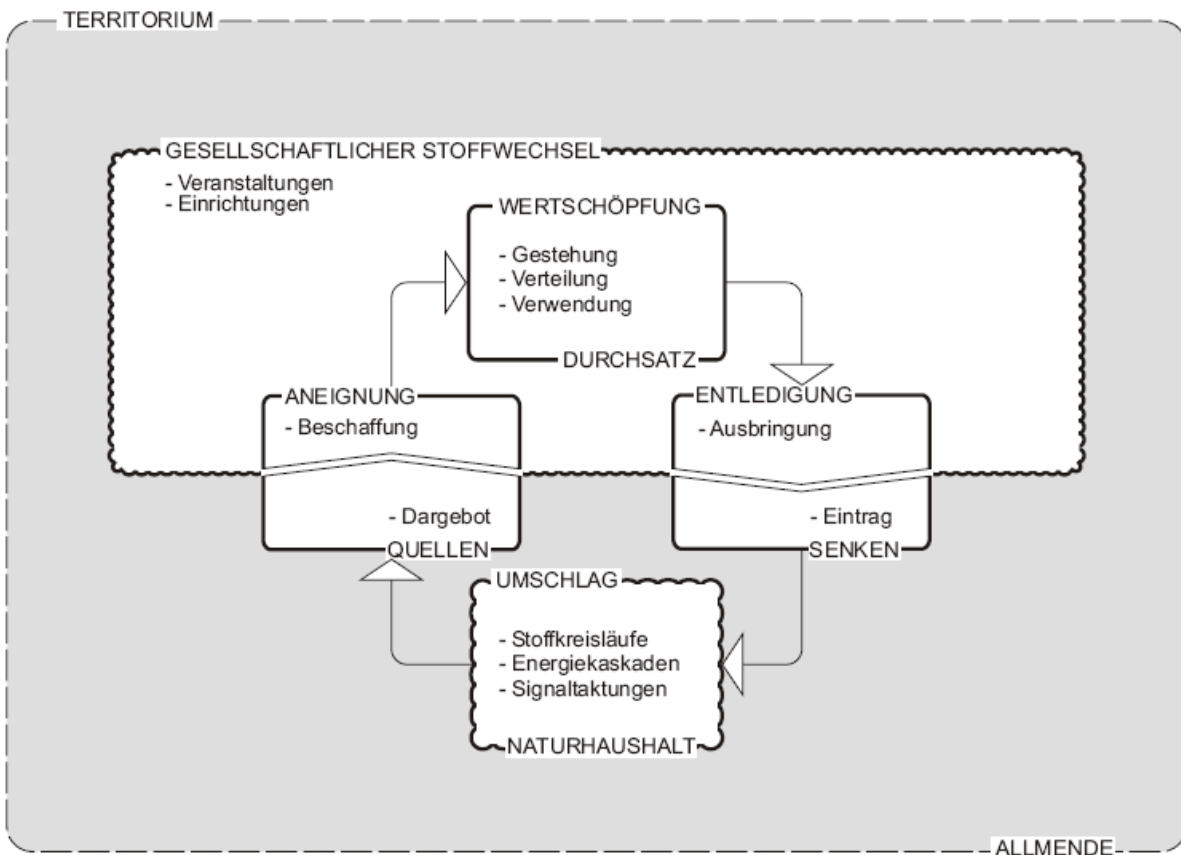 TERRITORIUM
GESELLSCHAFTLICHER STOFFWECHSEL
- Veranstaltungen
- Einrichtungen
WERTSCHÖPFUNG
- Gestehung
- Verteilung
- Verwendung
DURCHSATZ
ANEIGNUNG
- Beschaffung
ENTLEDIGUNG
- Ausbringung
- Dargebot
QUELLEN
- Eintrag
SENKEN
UMSCHLAG
- Stoffkreisläufe
- Energiekaskaden
- Signaltaktungen
NATURHAUSHALT
ALLMENDE